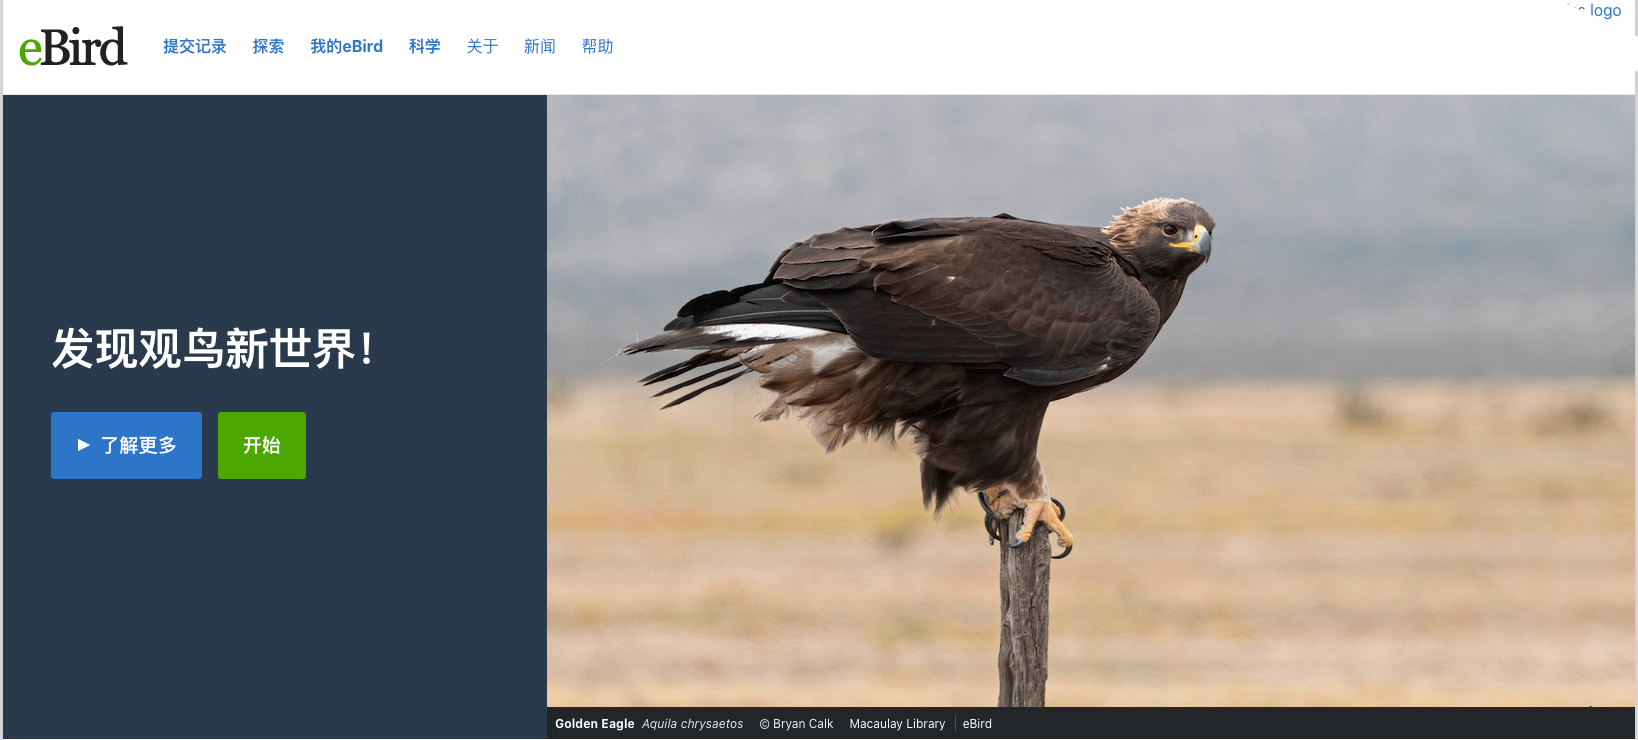 logo
eBird
提交记录 探索 我的eBird 科学 关于 新闻 帮助
发现观鸟新世界！
了解更多 开始
Golden Eagle Aquila chrysaetos © Bryan Calk Macaulay Library eBird